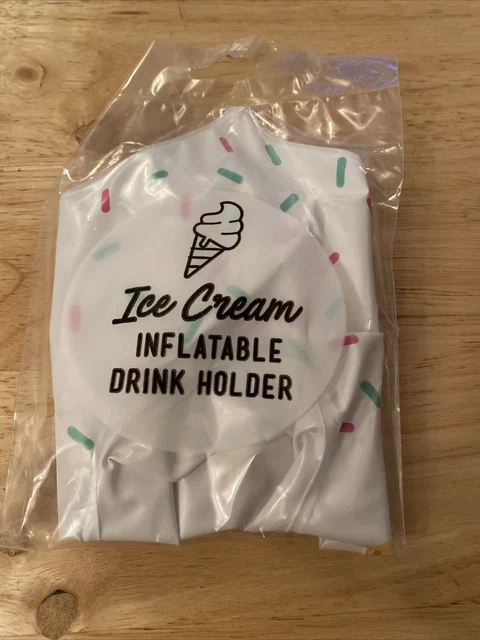 Ice Cream
INFLATABLE
DRINK HOLDER